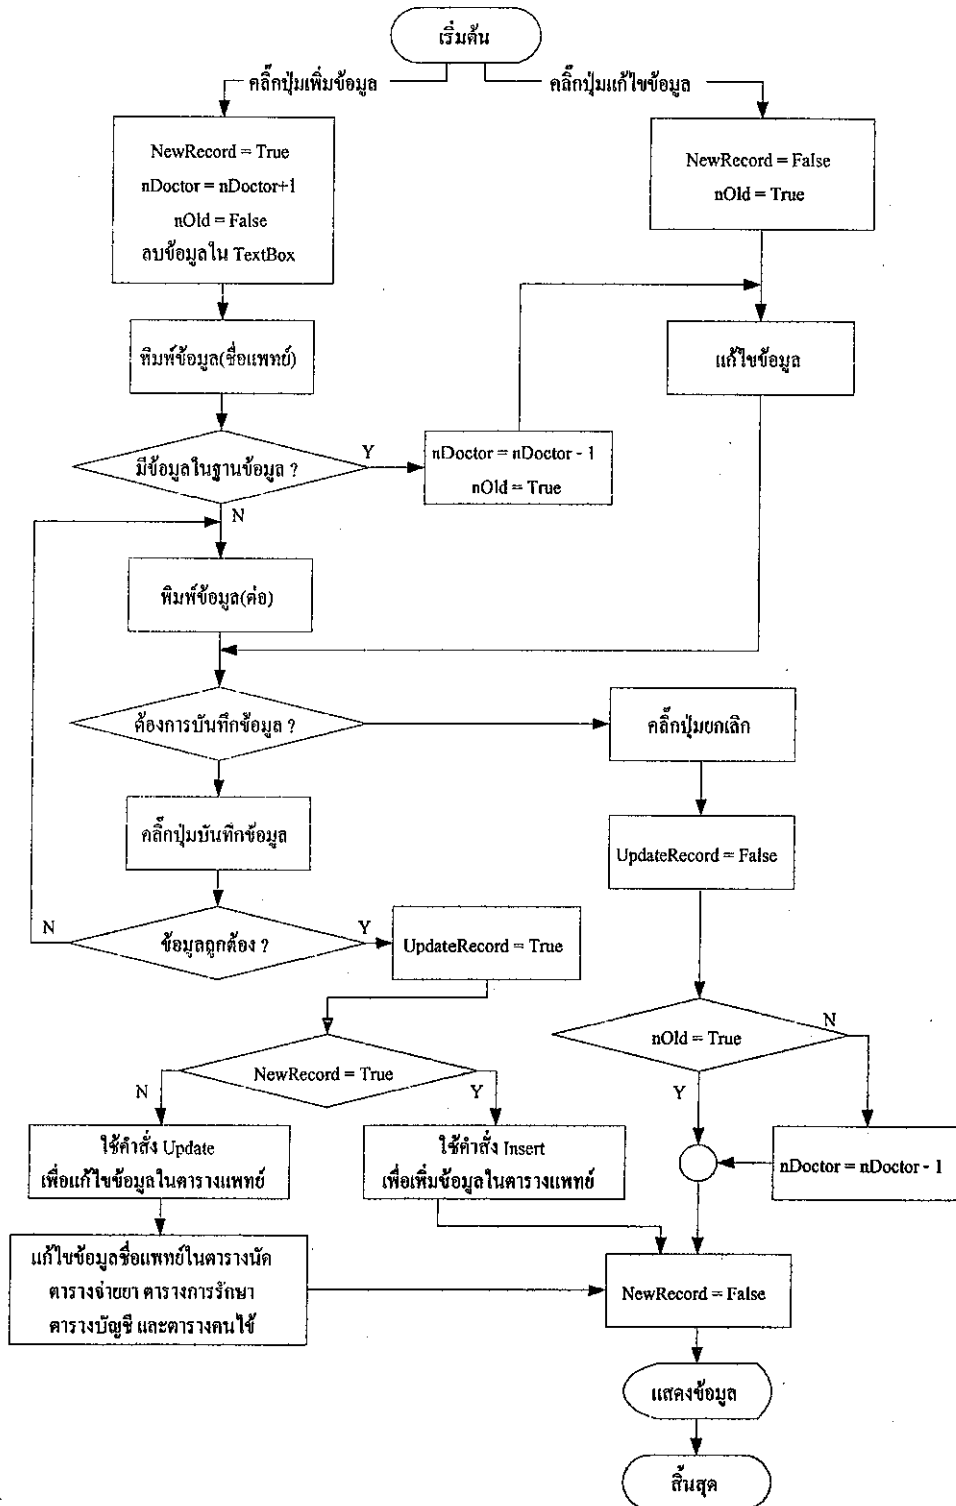 เริ่มต้น
คลิ๊กปุ่มเพิ่มข้อมูล
คลิ๊กปุ่มแก้ไขข้อมูล
NewRecord = True
nDoctor = nDoctor+1
nOld = False
ลบข้อมูลใน TextBox
NewRecord = False
nOld = True
พิมพ์ข้อมูล(ชื่อแพทย์)
แก้ไขข้อมูล
มีข้อมูลในฐานข้อมูล ?
Y
nDoctor = nDoctor - 1
nOld = True
N
พิมพ์ข้อมูล(ต่อ)
ต้องการบันทึกข้อมูล ?
คลิ๊กปุ่มยกเลิก
คลิ๊กปุ่มบันทึกข้อมูล
UpdateRecord = False
N
ข้อมูลถูกต้อง ?
Y
UpdateRecord = True
nOld = True
N
NewRecord = True
N
Y
Y
ใช้คำสั่ง Update
เพื่อแก้ไขข้อมูลในตารางแพทย์
ใช้คำสั่ง Insert
เพื่อเพิ่มข้อมูลในตารางแพทย์
nDoctor = nDoctor - 1
แก้ไขข้อมูลชื่อแพทย์ในตารางนัด
ตารางจ่ายยา ตารางการรักษา
ตารางบัญชี และตารางคนไข้
NewRecord = False
แสดงข้อมูล
สิ้นสุด